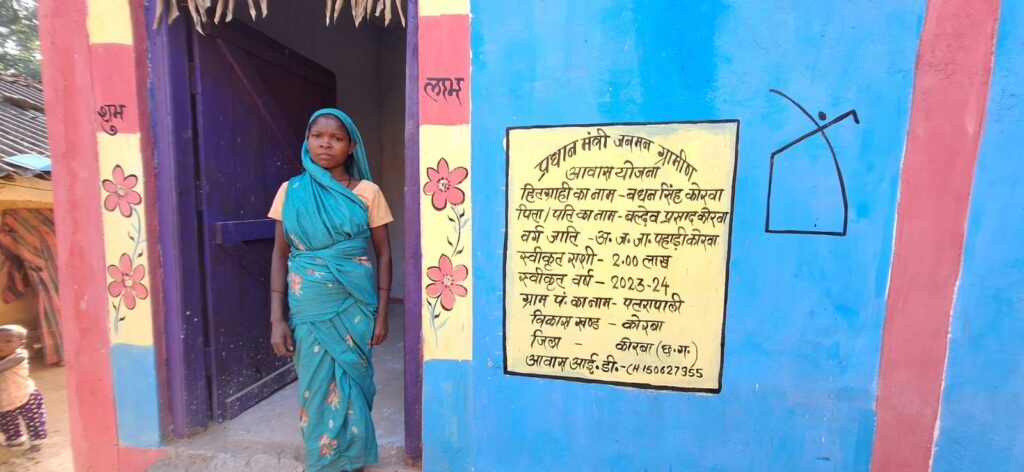 शुभ
लाभ
प्रधान मंत्री जनमन ग्रामीण
आवास योजना
हितग्राही का नाम - बधन सिंह कोरवा
पिता/पति का नाम - बल्देव प्रसाद कोरवा
वर्ग जाति - अ.ज.जा. पहाड़ी कोरवा
स्वीकृत राशी - 2.00 लाख
स्वीकृत वर्ष - 2023-24
ग्राम पं. का नाम - पतरापाली
विकास खण्ड - कोरबा
जिला - कोरबा (छ.ग.)
आवास आई.डी. - CH150627355